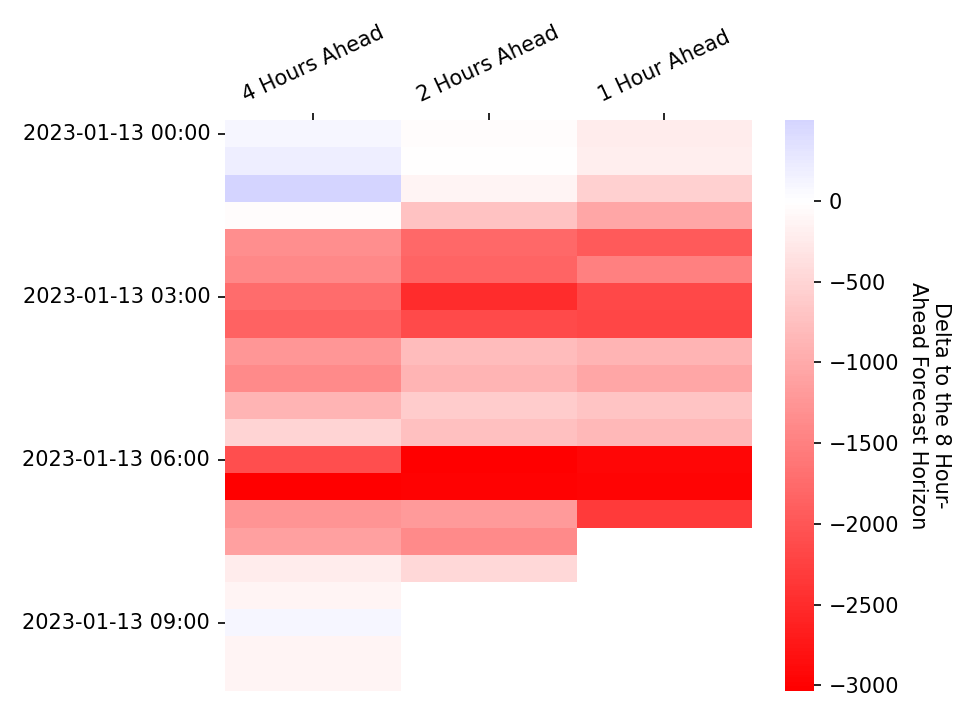 4 Hours Ahead
2 Hours Ahead
1 Hour Ahead
2023-01-13 00:00
2023-01-13 03:00
2023-01-13 06:00
2023-01-13 09:00
0
−500
−1000
−1500
−2000
−2500
−3000
Delta to the 8 Hour-
Ahead Forecast Horizon